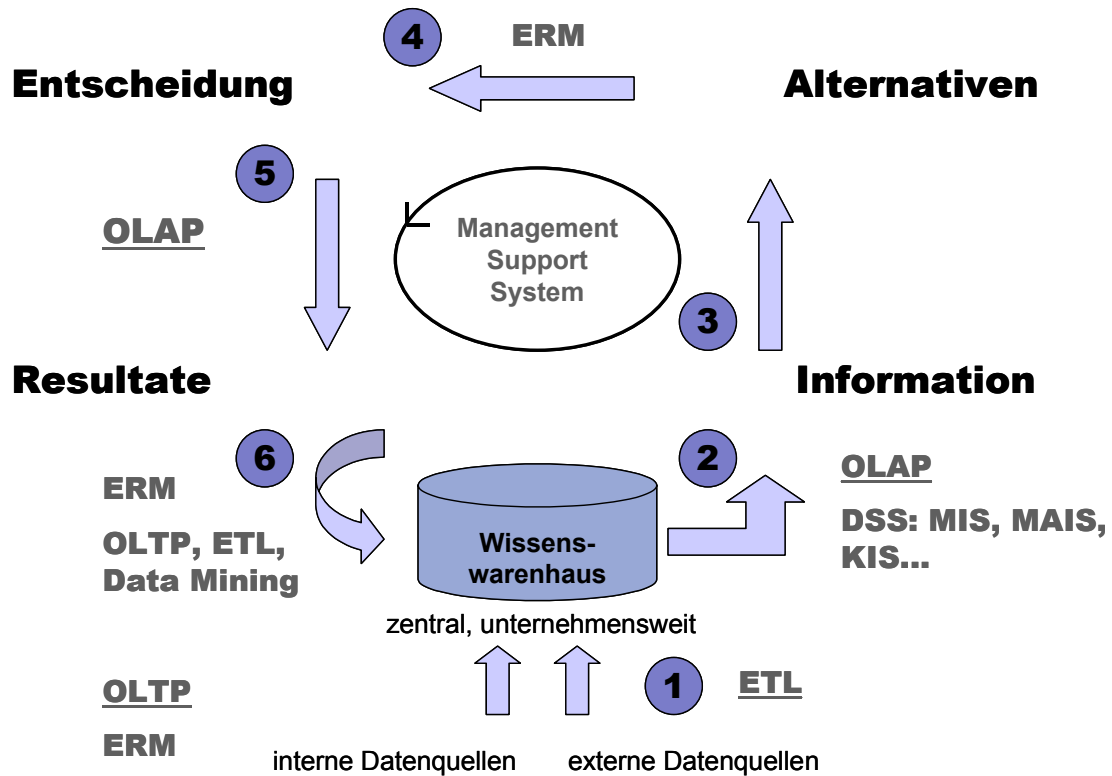 4
ERM
Entscheidung
Alternativen
5
OLAP
Management
Support
System
3
Resultate
Information
6
2
OLAP
ERM
DSS: MIS, MAIS,
KIS...
OLTP, ETL,
Data Mining
Wissens-
warenhaus
zentral, unternehmensweit
1
ETL
OLTP
ERM
interne Datenquellen
externe Datenquellen